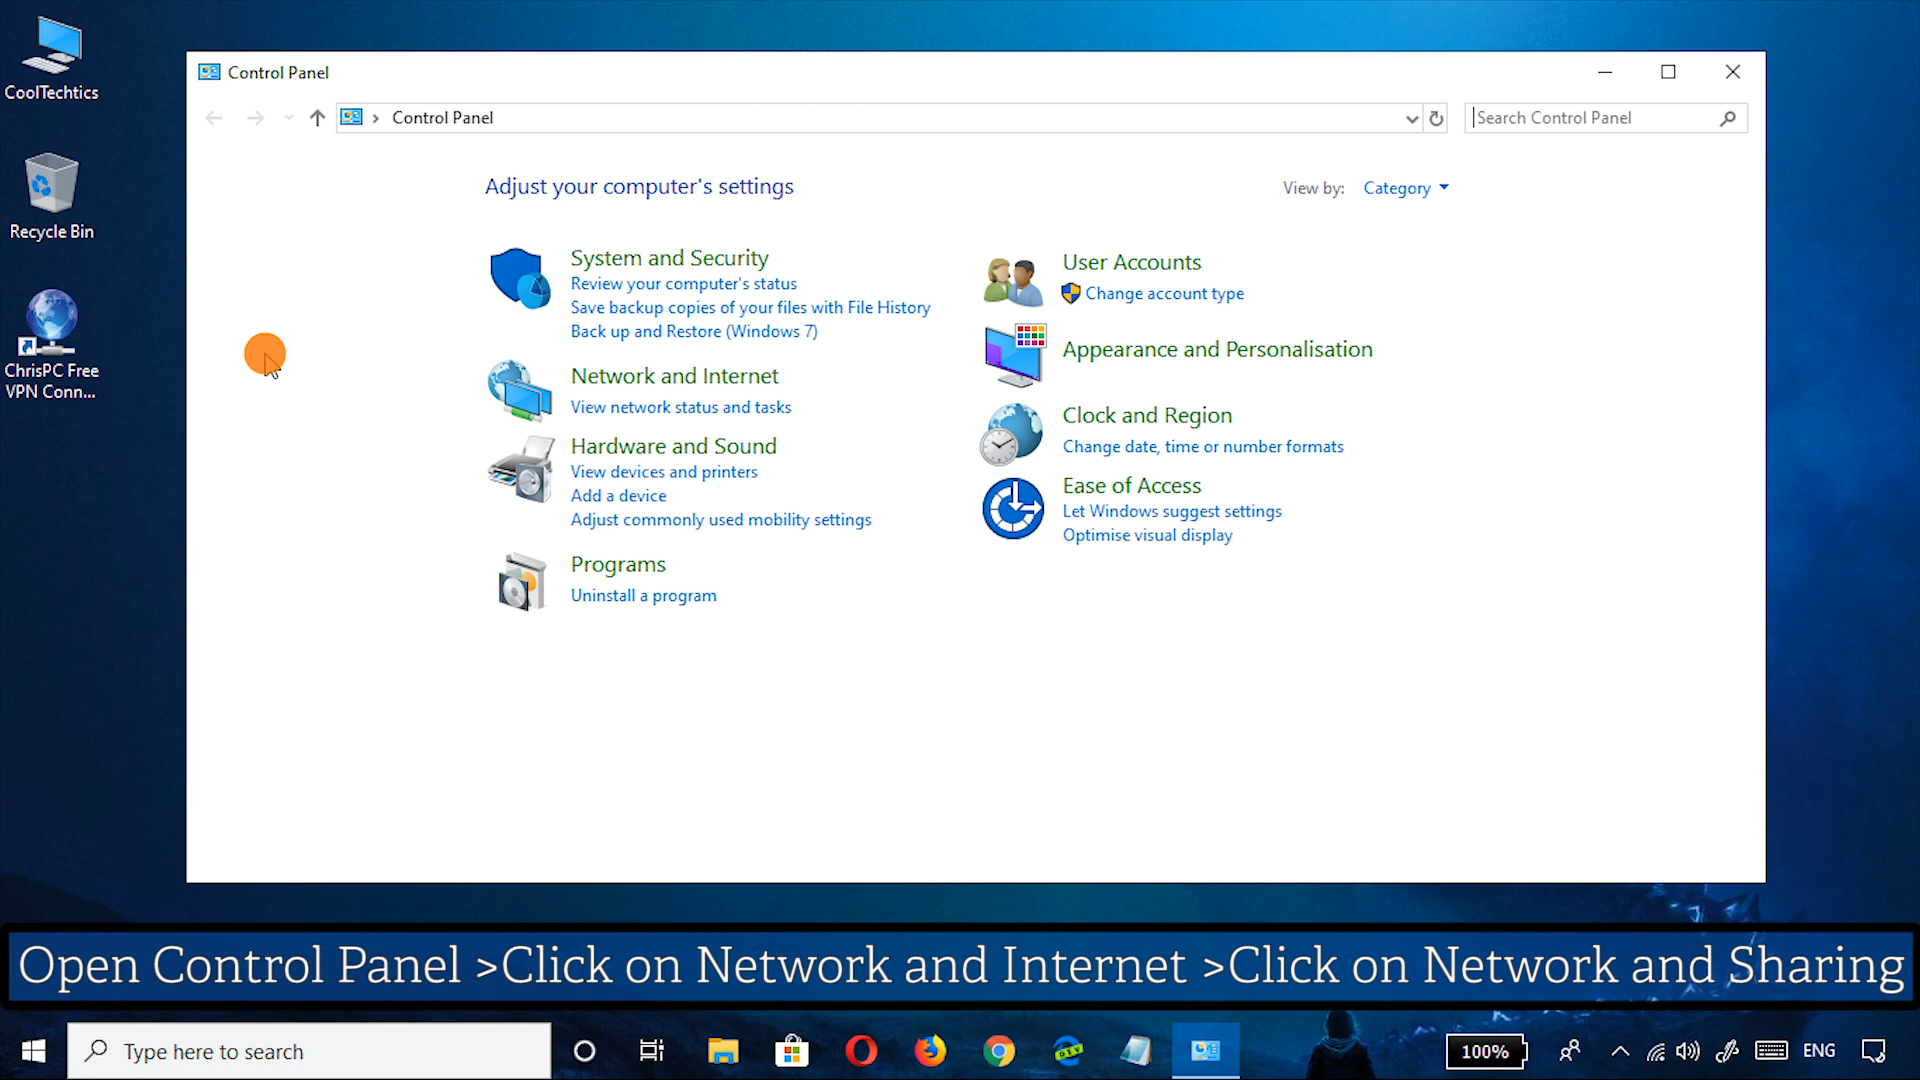 CoolTechtics
Recycle Bin
ChrisPC Free
VPN Conn...
Control Panel
Control Panel
Search Control Panel
Adjust your computer's settings
View by: Category
System and Security
Review your computer's status
Save backup copies of your files with File History
Back up and Restore (Windows 7)
Network and Internet
View network status and tasks
Hardware and Sound
View devices and printers
Add a device
Adjust commonly used mobility settings
Programs
Uninstall a program
User Accounts
Change account type
Appearance and Personalisation
Clock and Region
Change date, time or number formats
Ease of Access
Let Windows suggest settings
Optimise visual display
Open Control Panel >Click on Network and Internet >Click on Network and Sharing
Type here to search
100%
ENG